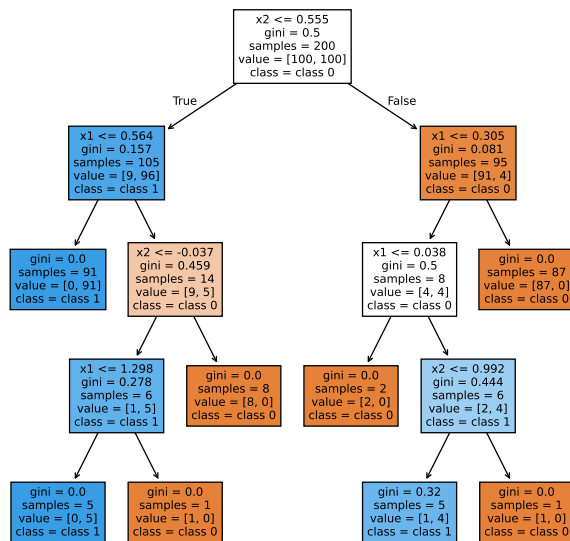 x2 <= 0.555
gini = 0.5
samples = 200
value = [100, 100]
class = class 0
True
False
x1 <= 0.564
gini = 0.157
samples = 105
value = [9, 96]
class = class 1
x1 <= 0.305
gini = 0.081
samples = 95
value = [91, 4]
class = class 0
gini = 0.0
samples = 91
value = [0, 91]
class = class 1
x2 <= -0.037
gini = 0.459
samples = 14
value = [9, 5]
class = class 0
x1 <= 0.038
gini = 0.5
samples = 8
value = [4, 4]
class = class 0
gini = 0.0
samples = 87
value = [87, 0]
class = class 0
x1 <= 1.298
gini = 0.278
samples = 6
value = [1, 5]
class = class 1
gini = 0.0
samples = 8
value = [8, 0]
class = class 0
gini = 0.0
samples = 2
value = [2, 0]
class = class 0
x2 <= 0.992
gini = 0.444
samples = 6
value = [2, 4]
class = class 1
gini = 0.0
samples = 5
value = [0, 5]
class = class 1
gini = 0.0
samples = 1
value = [1, 0]
class = class 0
gini = 0.32
samples = 5
value = [1, 4]
class = class 1
gini = 0.0
samples = 1
value = [1, 0]
class = class 0